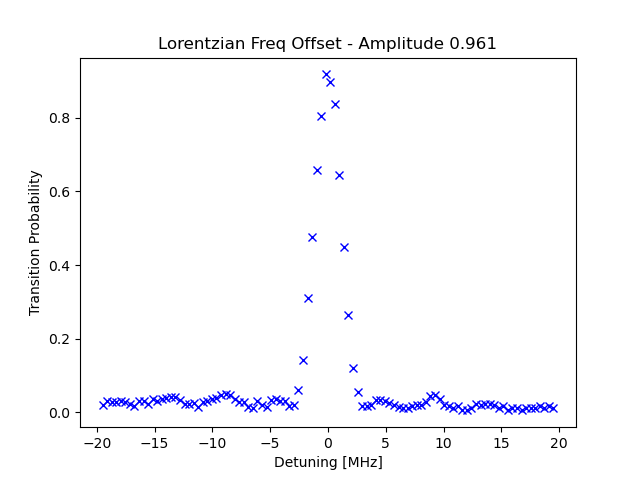 Lorentzian Freq Offset - Amplitude 0.961
0.8
0.6
0.4
0.2
0.0
Transition Probability
−20 −15 −10 −5 0 5 10 15 20
Detuning [MHz]